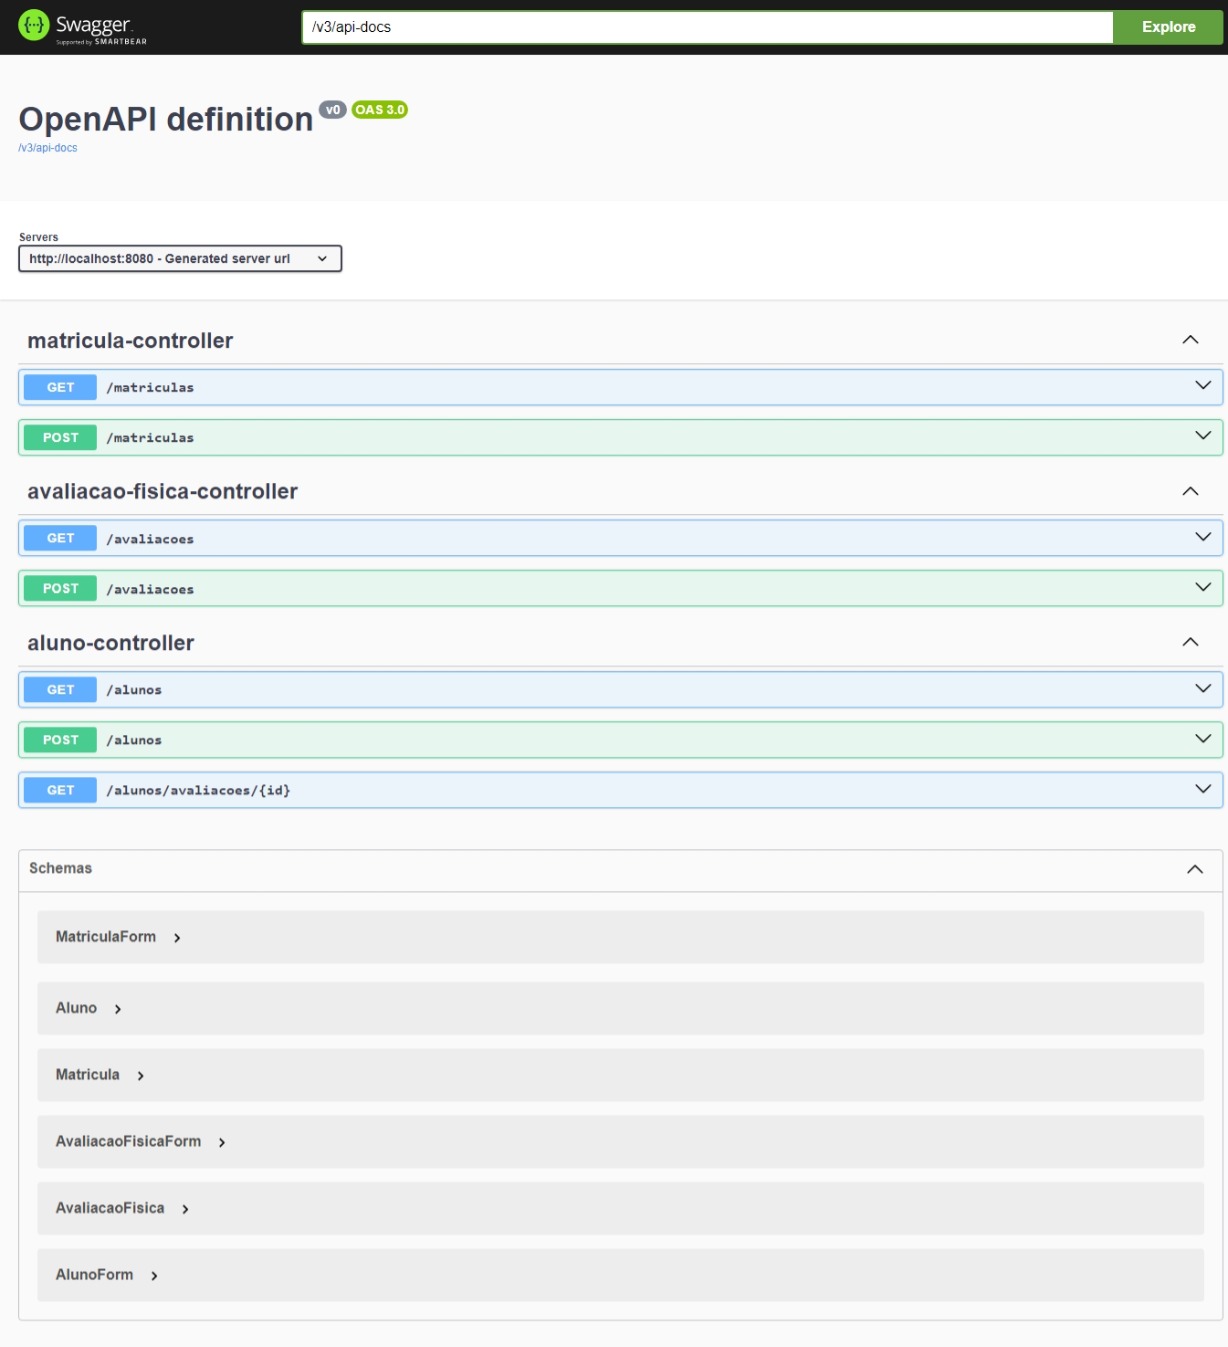 Swagger.
Supported by SMARTBEAR
/v3/api-docs
Explore
OpenAPI definition v0 OAS 3.0
/v3/api-docs
Servers
http://localhost:8080 - Generated server url
matricula-controller
GET /matriculas
POST /matriculas
avaliacao-fisica-controller
GET /avaliacoes
POST /avaliacoes
aluno-controller
GET /alunos
POST /alunos
GET /alunos/avaliacoes/{id}
Schemas
MatriculaForm
Aluno
Matricula
AvaliacaoFisicaForm
AvaliacaoFisica
AlunoForm